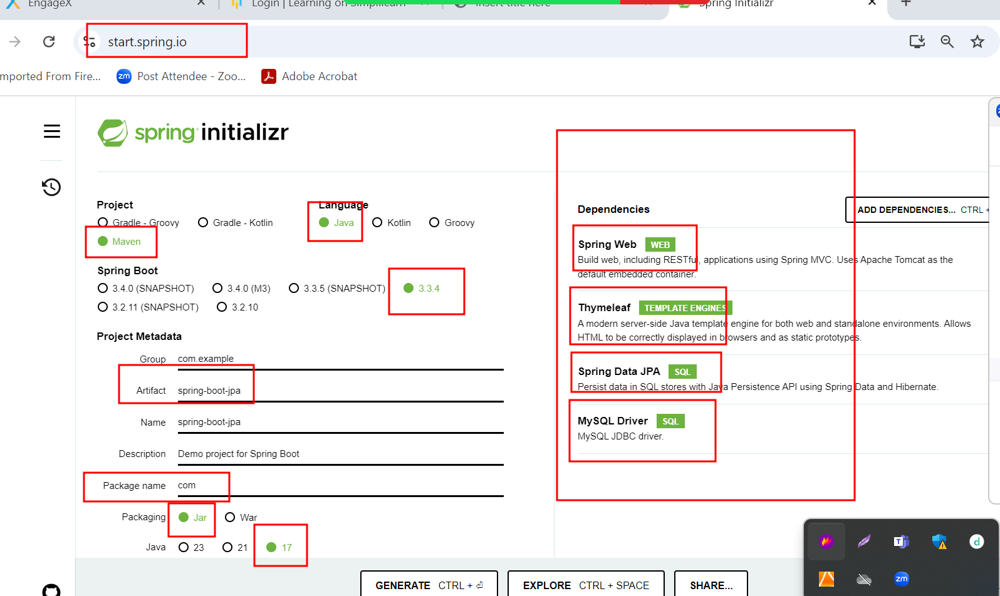 EngageX
Login | Learning on Simplilearn
Insert title here
Spring Initializr
start.spring.io
mported From Fire...
zm Post Attendee - Zoo...
Adobe Acrobat
spring initializr
Project
Gradle - Groovy Gradle - Kotlin
Maven
Language
Java Kotlin Groovy
Spring Boot
3.4.0 (SNAPSHOT) 3.4.0 (M3) 3.3.5 (SNAPSHOT) 3.3.4
3.2.11 (SNAPSHOT) 3.2.10
Project Metadata
Group com.example
Artifact spring-boot-jpa
Name spring-boot-jpa
Description Demo project for Spring Boot
Package name com
Packaging Jar War
Java 23 21 17
Dependencies
ADD DEPENDENCIES... CTRL +
Spring Web WEB
Build web, including RESTful, applications using Spring MVC. Uses Apache Tomcat as the
default embedded container.
Thymeleaf TEMPLATE ENGINES
A modern server-side Java template engine for both web and standalone environments. Allows
HTML to be correctly displayed in browsers and as static prototypes.
Spring Data JPA SQL
Persist data in SQL stores with Java Persistence API using Spring Data and Hibernate.
MySQL Driver SQL
MySQL JDBC driver.
GENERATE CTRL + ⏎
EXPLORE CTRL + SPACE
SHARE...
T
d
zm